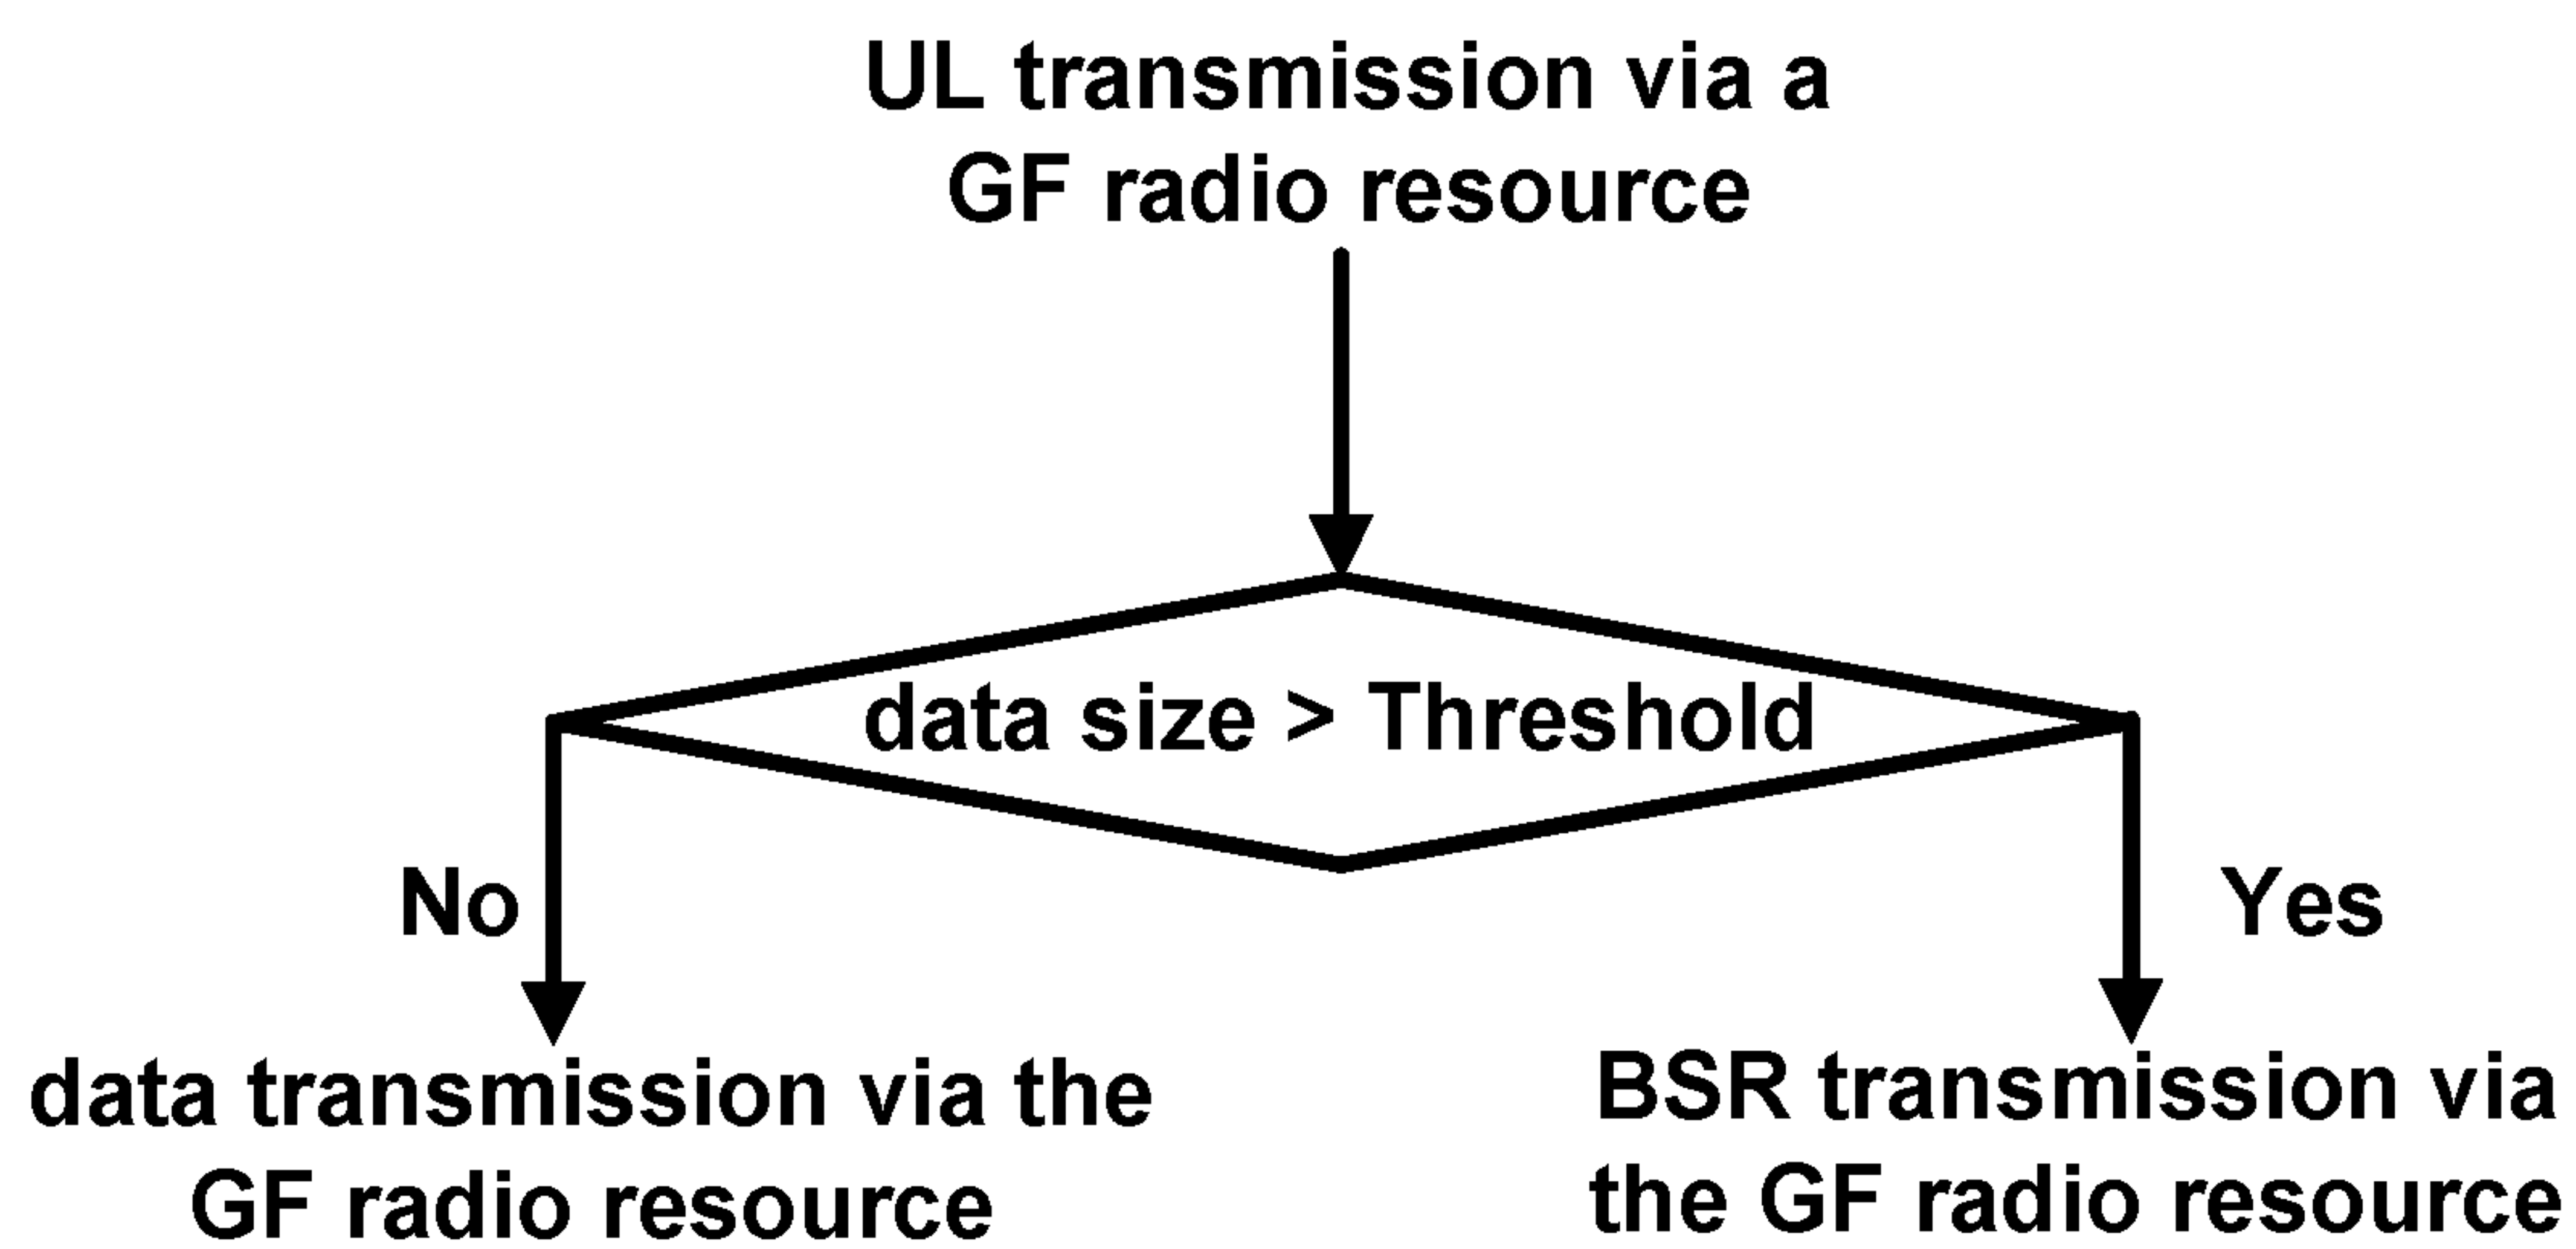 UL transmission via a
GF radio resource
data size > Threshold
No
Yes
data transmission via the
GF radio resource
BSR transmission via
the GF radio resource